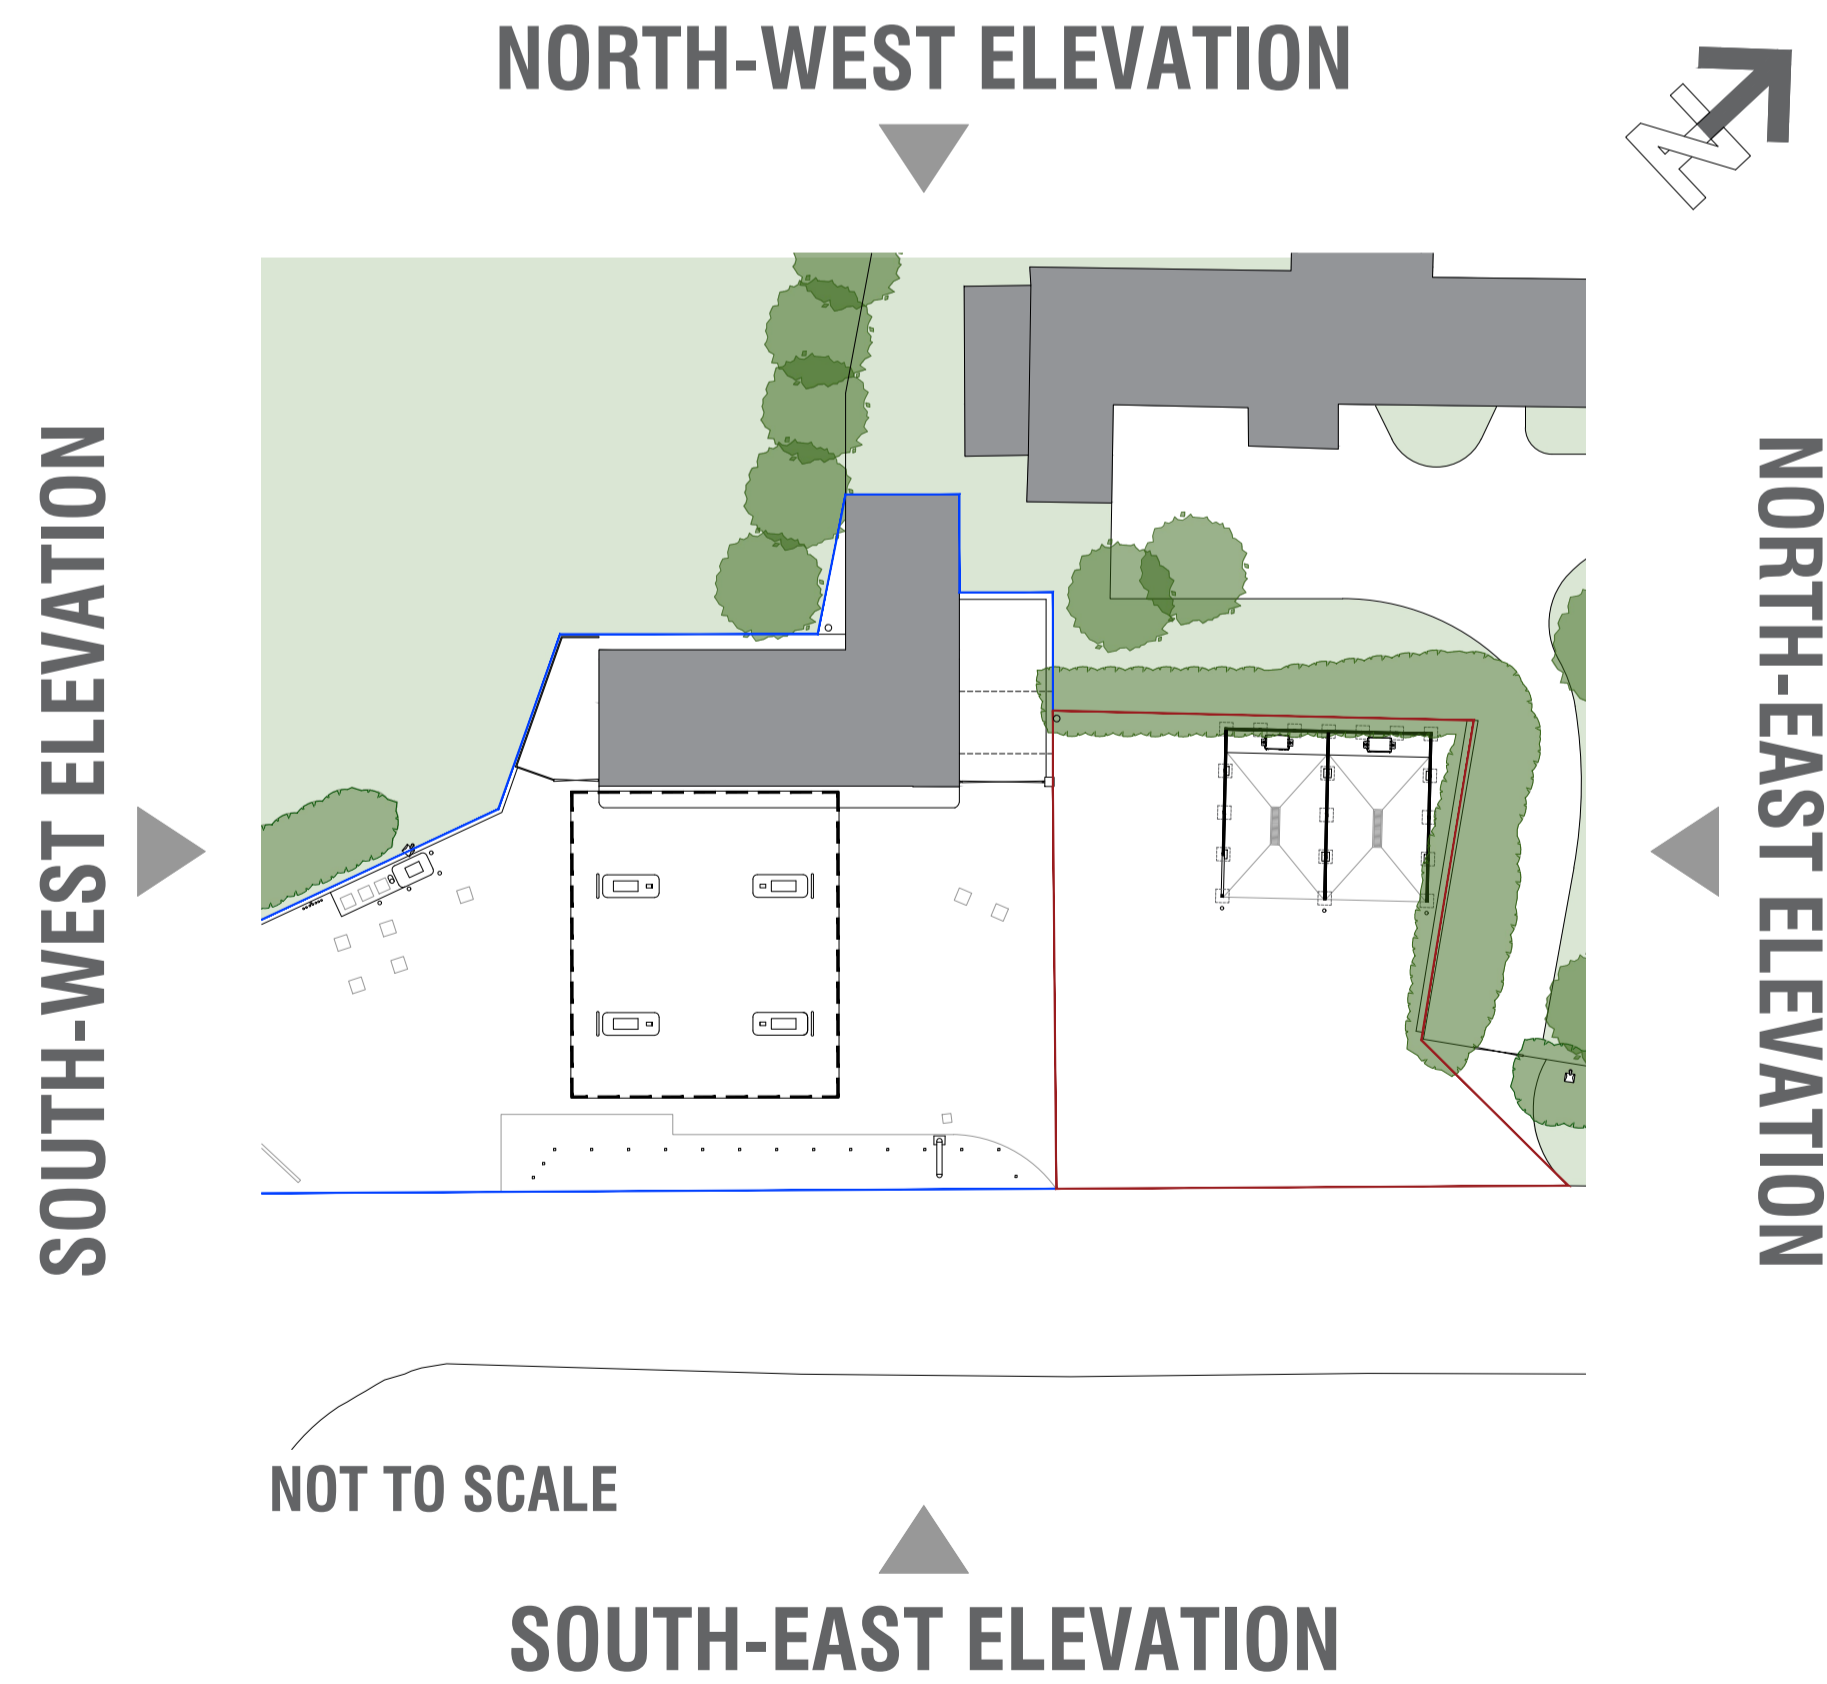 NORTH-WEST ELEVATION
N
SOUTH-WEST ELEVATION
NORTH-EAST ELEVATION
NOT TO SCALE
SOUTH-EAST ELEVATION